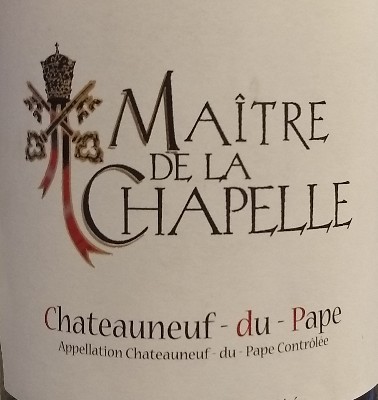 MAÎTRE
DE LA
CHAPELLE
Chateauneuf - du - Pape
Appellation Chateauneuf - du - Pape Contrôlée